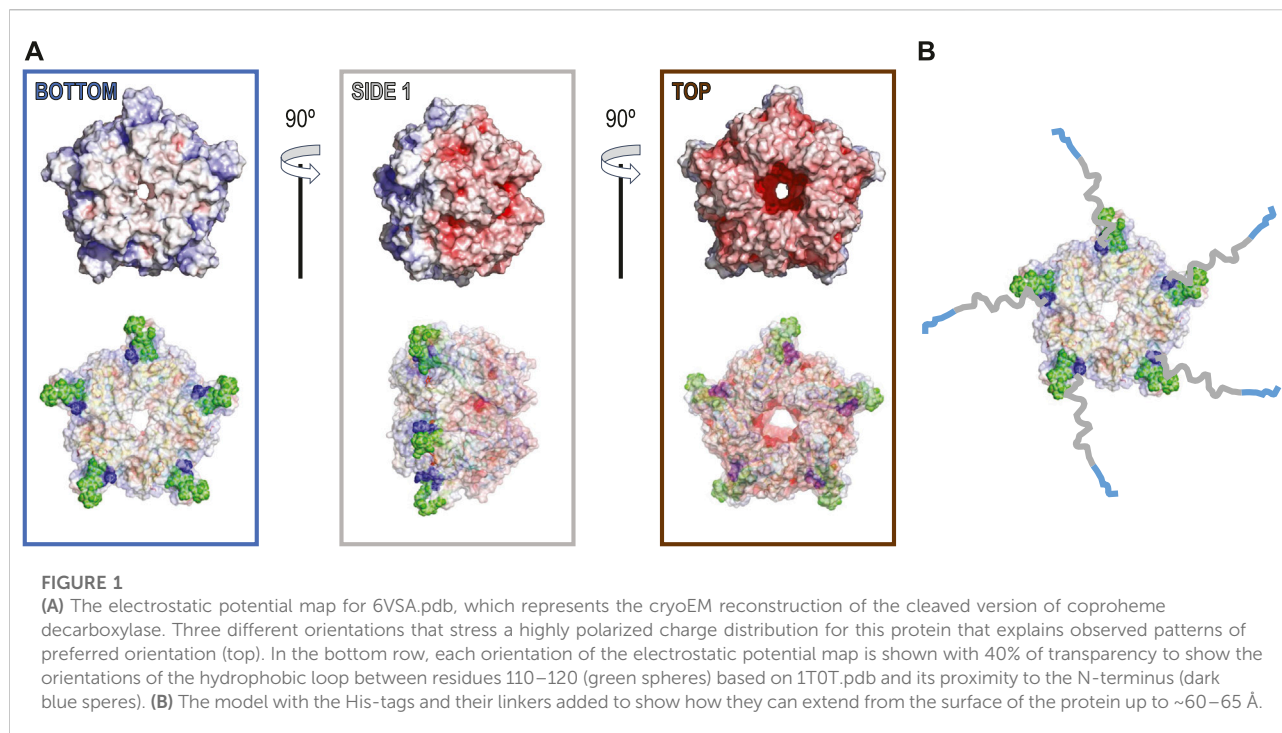 A
B
BOTTOM
90º
SIDE 1
90º
TOP
FIGURE 1
(A) The electrostatic potential map for 6VSA.pdb, which represents the cryoEM reconstruction of the cleaved version of coproheme
decarboxylase. Three different orientations that stress a highly polarized charge distribution for this protein that explains observed patterns of
preferred orientation (top). In the bottom row, each orientation of the electrostatic potential map is shown with 40% of transparency to show the
orientations of the hydrophobic loop between residues 110–120 (green spheres) based on 1T0T.pdb and its proximity to the N-terminus (dark
blue speres). (B) The model with the His-tags and their linkers added to show how they can extend from the surface of the protein up to ~60–65 Å.